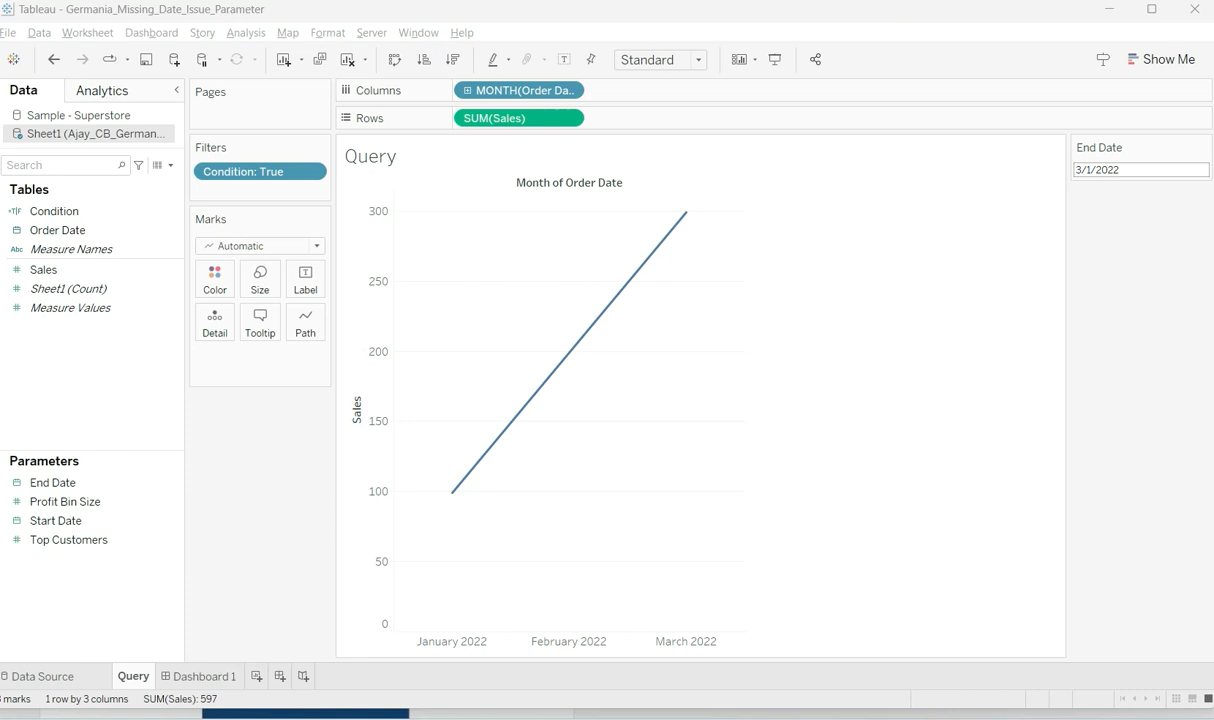 Tableau - Germania_Missing_Date_Issue_Parameter
File Data Worksheet Dashboard Story Analysis Map Format Server Window Help
Standard
Show Me
Data Analytics
Sample - Superstore
Sheet1 (Ajay_CB_German...
Search
Tables
Condition
Order Date
Abc Measure Names
Sales
Sheet1 (Count)
Measure Values
Parameters
End Date
Profit Bin Size
Start Date
Top Customers
Pages
Filters
Condition: True
Marks
Automatic
Color Size Label
Detail Tooltip Path
Columns MONTH(Order Da..
Rows SUM(Sales)
Query
Month of Order Date
300
250
200
150
100
50
0
Sales
January 2022 February 2022 March 2022
End Date
3/1/2022
Data Source Query Dashboard 1
marks 1 row by 3 columns SUM(Sales): 597